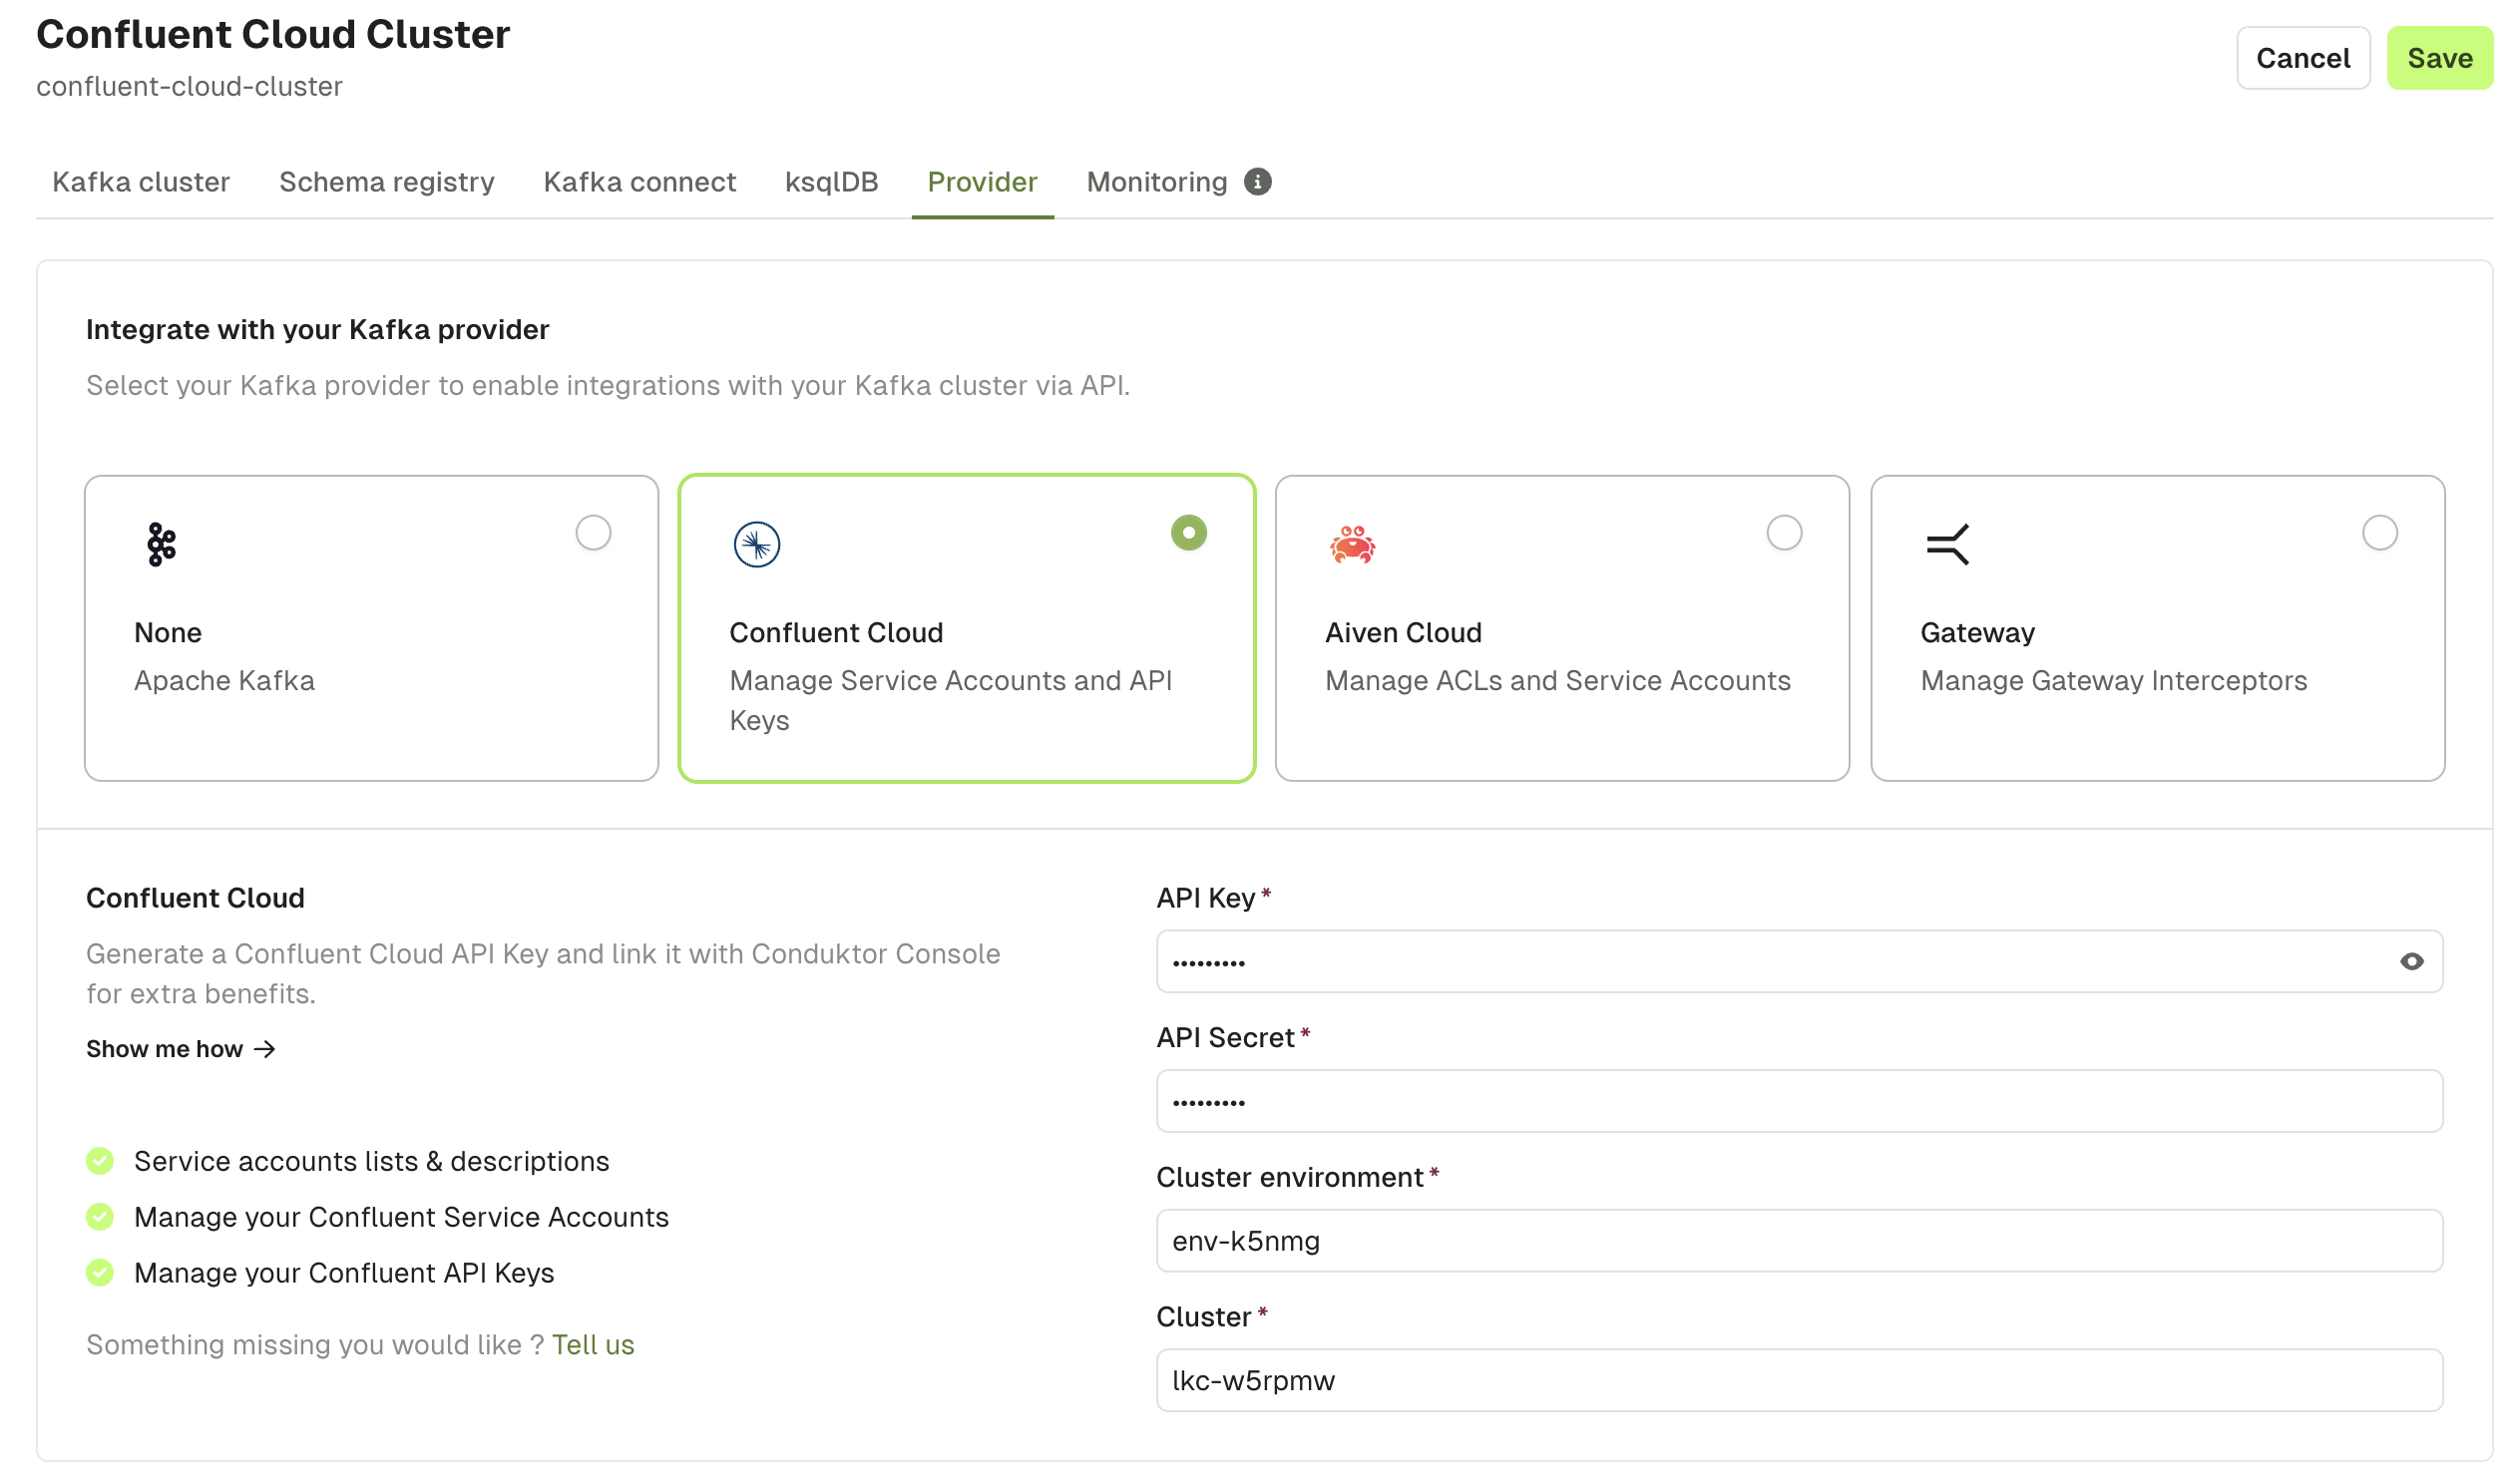 Confluent Cloud Cluster
confluent-cloud-cluster
Cancel
Save
Kafka cluster
Schema registry
Kafka connect
ksqlDB
Provider
Monitoring
Integrate with your Kafka provider
Select your Kafka provider to enable integrations with your Kafka cluster via API.
None
Apache Kafka
Confluent Cloud
Manage Service Accounts and API
Keys
Aiven Cloud
Manage ACLs and Service Accounts
Gateway
Manage Gateway Interceptors
Confluent Cloud
Generate a Confluent Cloud API Key and link it with Conduktor Console
for extra benefits.
Show me how →
Service accounts lists & descriptions
Manage your Confluent Service Accounts
Manage your Confluent API Keys
Something missing you would like ? Tell us
API Key *
•••••••••
API Secret *
•••••••••
Cluster environment *
env-k5nmg
Cluster *
lkc-w5rpmw